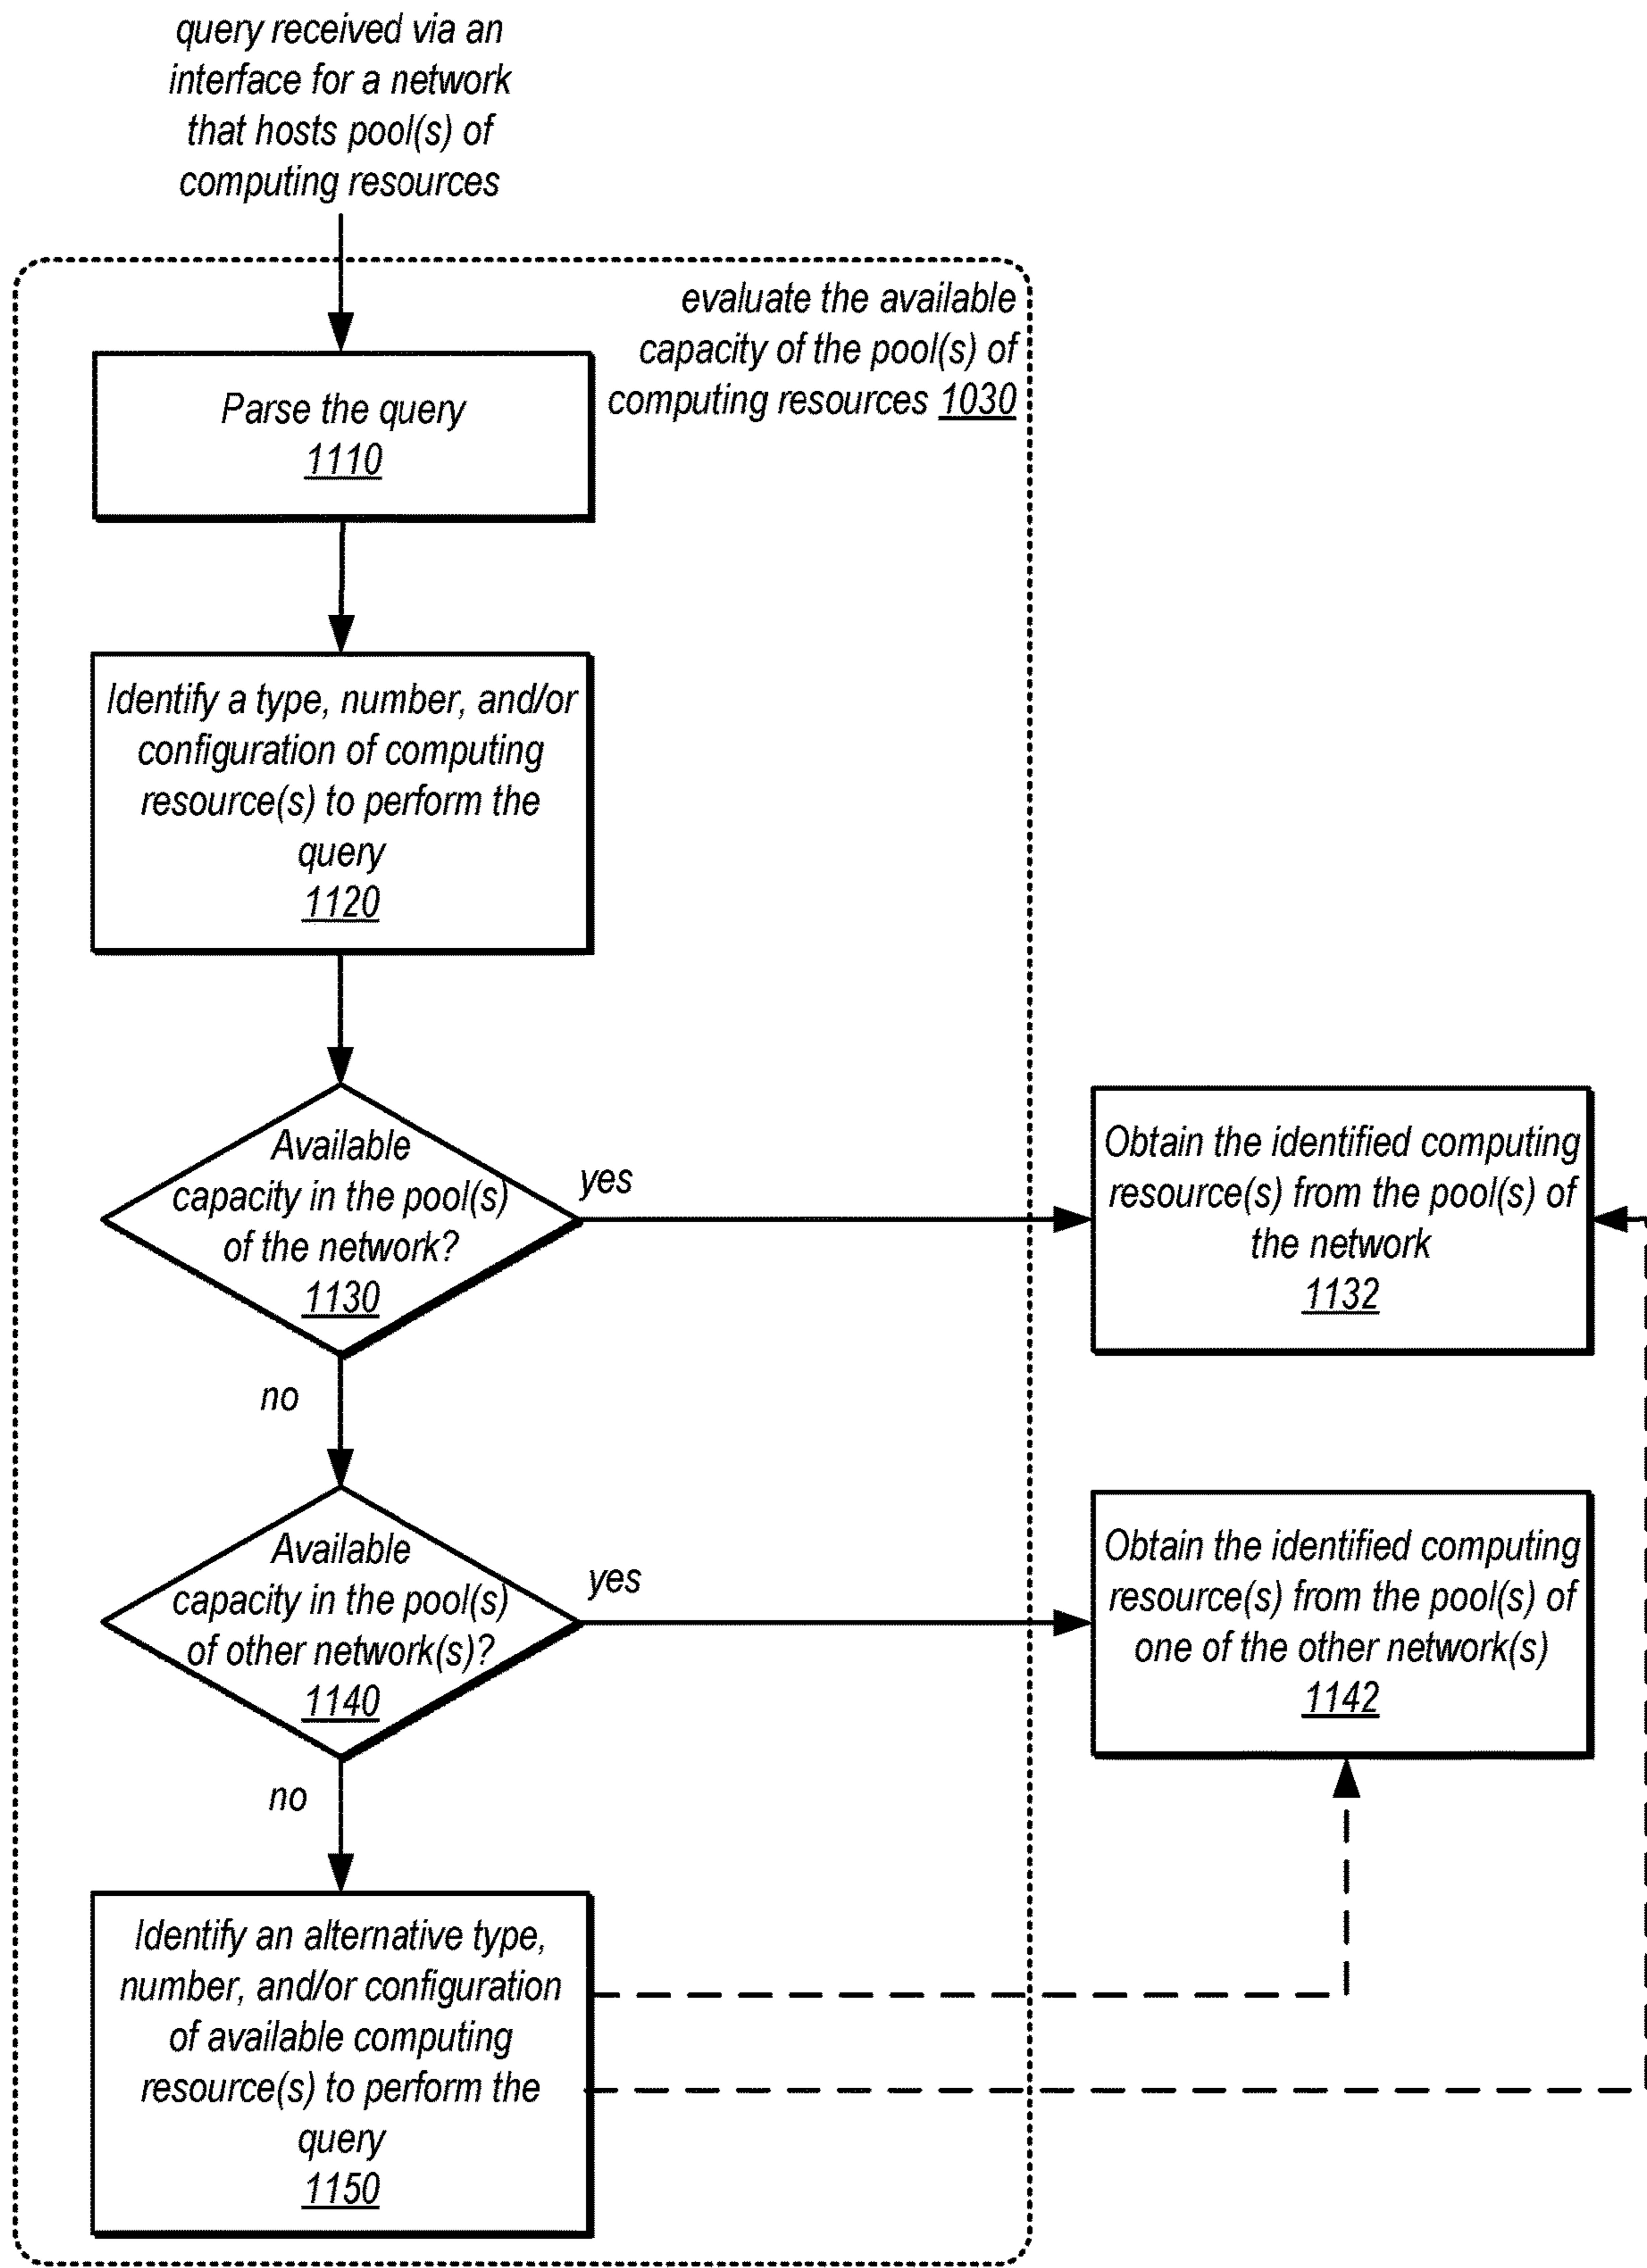 query received via an
interface for a network
that hosts pool(s) of
computing resources
evaluate the available
capacity of the pool(s) of
computing resources 1030
Parse the query
1110
Identify a type, number, and/or
configuration of computing
resource(s) to perform the
query
1120
Available
capacity in the pool(s)
of the network?
1130
yes
Obtain the identified computing
resource(s) from the pool(s) of
the network
1132
no
Available
capacity in the pool(s)
of other network(s)?
1140
yes
Obtain the identified computing
resource(s) from the pool(s) of
one of the other network(s)
1142
no
Identify an alternative type,
number, and/or configuration
of available computing
resource(s) to perform the
query
1150